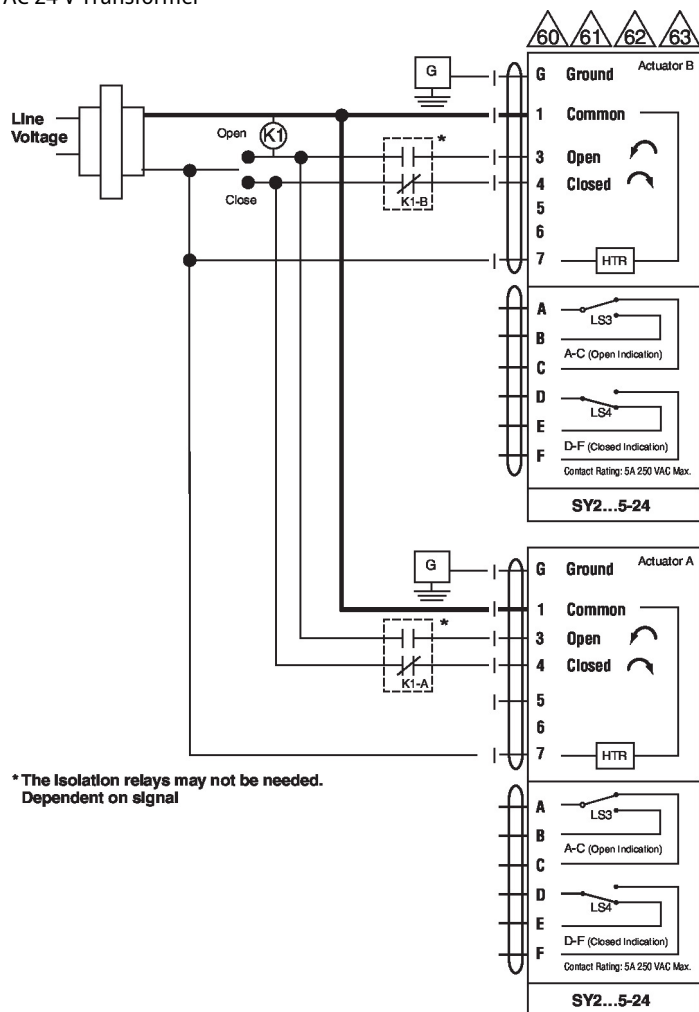 AC 24 V Transformer
60 61 62 63
Actuator B
G
G Ground
Line
Voltage
1 Common
Open
K1
*
3 Open
4 Closed
Close
K1-B
5
6
7
HTR
A
LS3
B
A-C (Open Indication)
C
D
LS4
E
D-F (Closed Indication)
F
Contact Rating: 5A 250 VAC Max.
SY2...5-24
Actuator A
G
G Ground
1 Common
*
3 Open
4 Closed
K1-A
5
6
7
HTR
* The Isolation relays may not be needed.
Dependent on signal
A
LS3
B
A-C (Open Indication)
C
D
LS4
E
D-F (Closed Indication)
F
Contact Rating: 5A 250 VAC Max.
SY2...5-24